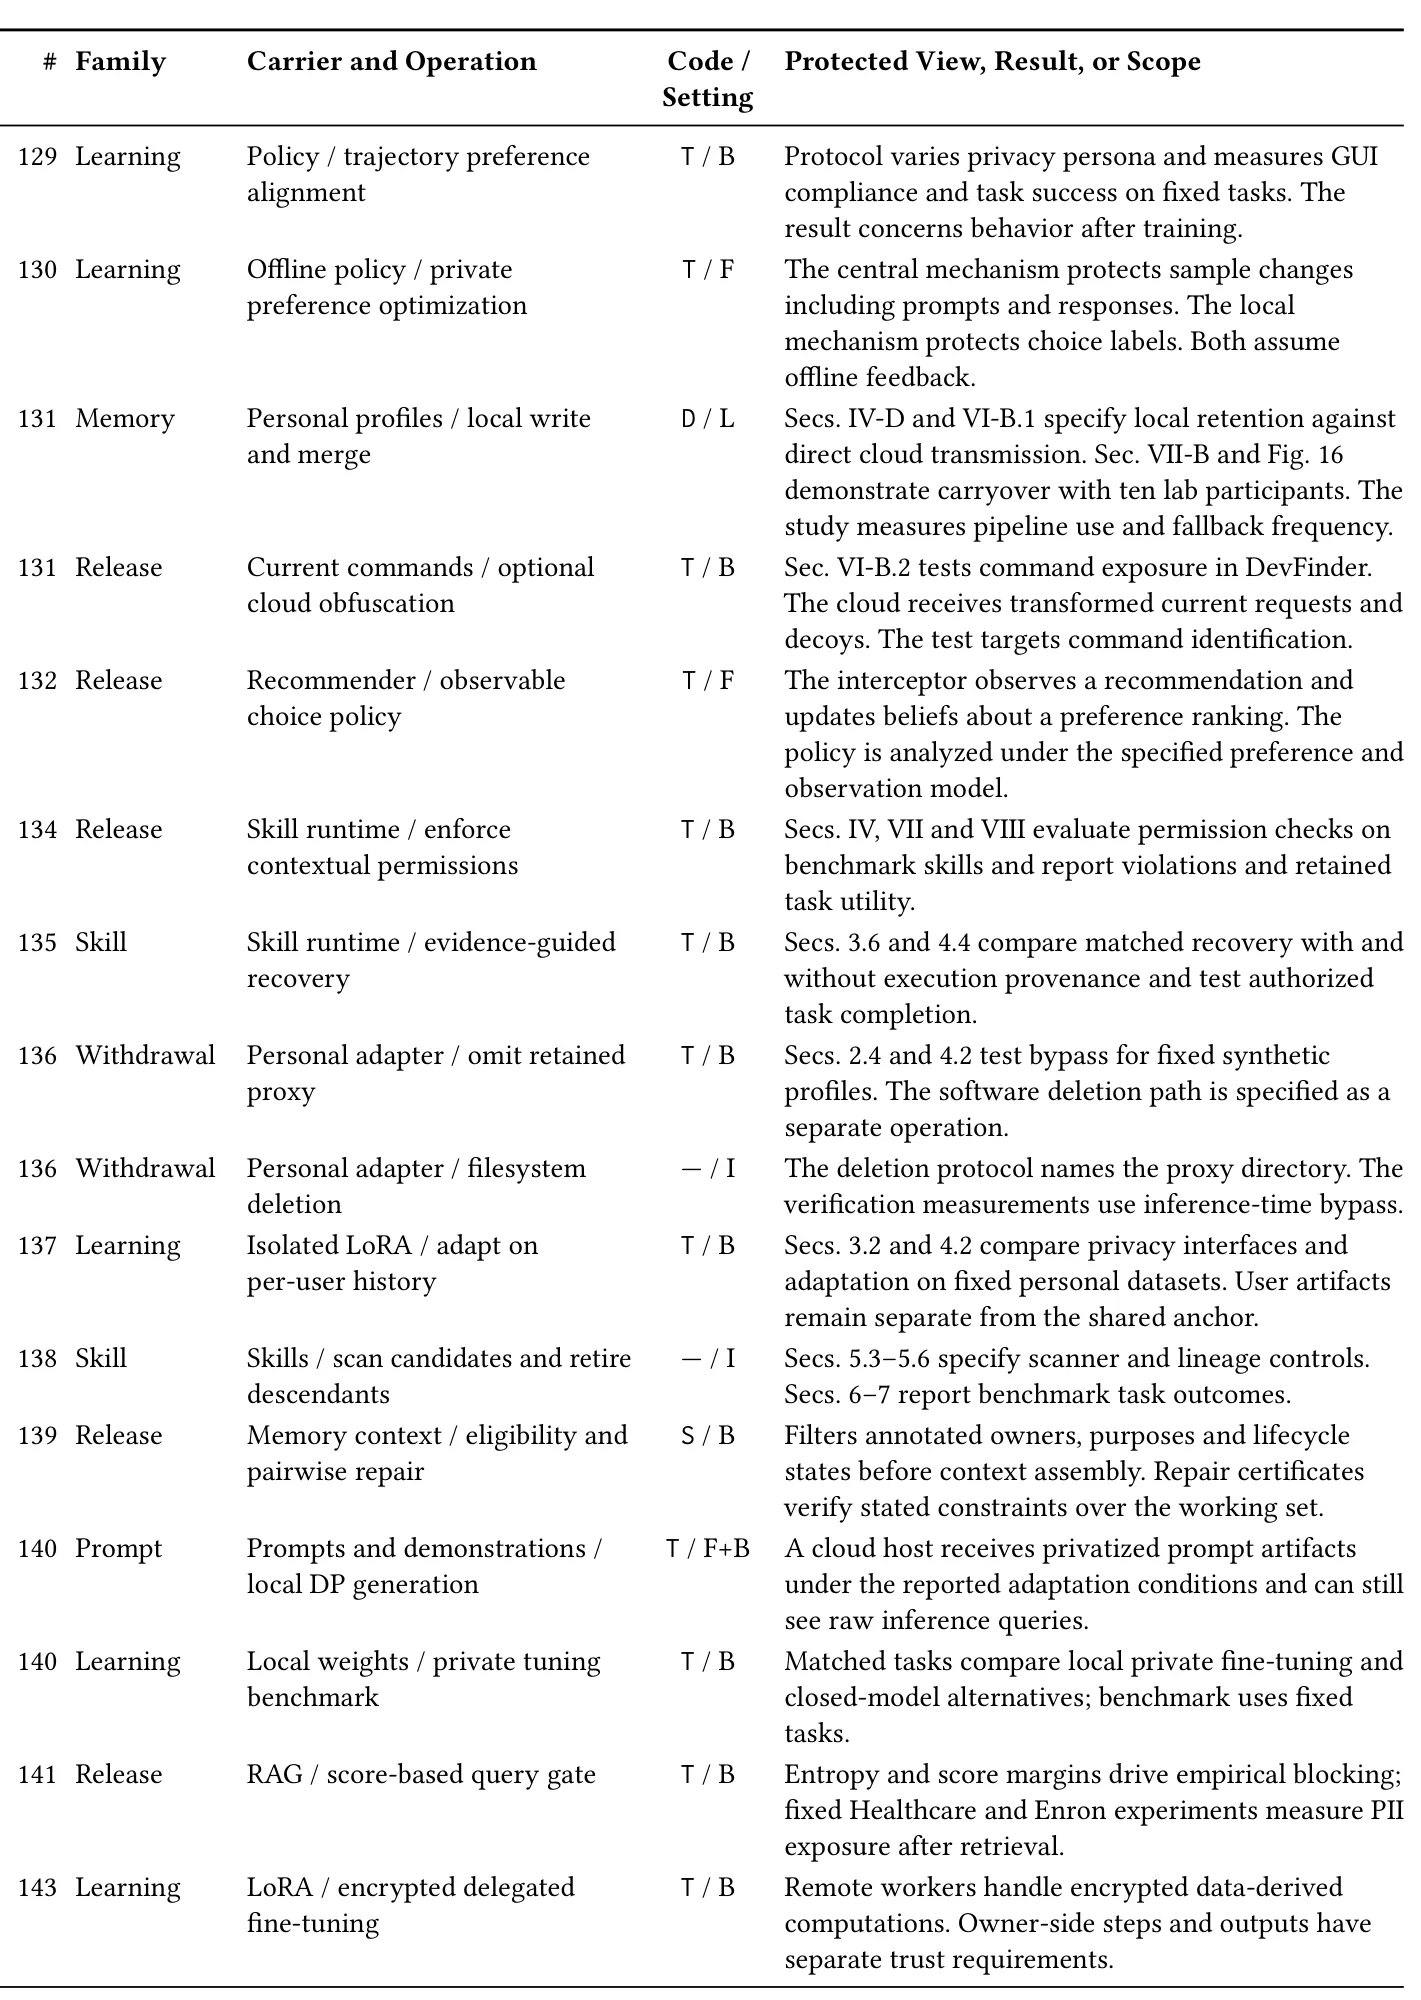 # Family Carrier and Operation Code / Protected View, Result, or Scope
Setting
129 Learning Policy / trajectory preference T / B Protocol varies privacy persona and measures GUI
alignment compliance and task success on fixed tasks. The
result concerns behavior after training.
130 Learning Offline policy / private T / F The central mechanism protects sample changes
preference optimization including prompts and responses. The local
mechanism protects choice labels. Both assume
offline feedback.
131 Memory Personal profiles / local write D / L Secs. IV-D and VI-B.1 specify local retention against
and merge direct cloud transmission. Sec. VII-B and Fig. 16
demonstrate carryover with ten lab participants. The
study measures pipeline use and fallback frequency.
131 Release Current commands / optional T / B Sec. VI-B.2 tests command exposure in DevFinder.
cloud obfuscation The cloud receives transformed current requests and
decoys. The test targets command identification.
132 Release Recommender / observable T / F The interceptor observes a recommendation and
choice policy updates beliefs about a preference ranking. The
policy is analyzed under the specified preference and
observation model.
134 Release Skill runtime / enforce T / B Secs. IV, VII and VIII evaluate permission checks on
contextual permissions benchmark skills and report violations and retained
task utility.
135 Skill Skill runtime / evidence-guided T / B Secs. 3.6 and 4.4 compare matched recovery with and
recovery without execution provenance and test authorized
task completion.
136 Withdrawal Personal adapter / omit retained T / B Secs. 2.4 and 4.2 test bypass for fixed synthetic
proxy profiles. The software deletion path is specified as a
separate operation.
136 Withdrawal Personal adapter / filesystem — / I The deletion protocol names the proxy directory. The
deletion verification measurements use inference-time bypass.
137 Learning Isolated LoRA / adapt on T / B Secs. 3.2 and 4.2 compare privacy interfaces and
per-user history adaptation on fixed personal datasets. User artifacts
remain separate from the shared anchor.
138 Skill Skills / scan candidates and retire — / I Secs. 5.3–5.6 specify scanner and lineage controls.
descendants Secs. 6–7 report benchmark task outcomes.
139 Release Memory context / eligibility and S / B Filters annotated owners, purposes and lifecycle
pairwise repair states before context assembly. Repair certificates
verify stated constraints over the working set.
140 Prompt Prompts and demonstrations / T / F+B A cloud host receives privatized prompt artifacts
local DP generation under the reported adaptation conditions and can still
see raw inference queries.
140 Learning Local weights / private tuning T / B Matched tasks compare local private fine-tuning and
benchmark closed-model alternatives; benchmark uses fixed
tasks.
141 Release RAG / score-based query gate T / B Entropy and score margins drive empirical blocking;
fixed Healthcare and Enron experiments measure PII
exposure after retrieval.
143 Learning LoRA / encrypted delegated T / B Remote workers handle encrypted data-derived
fine-tuning computations. Owner-side steps and outputs have
separate trust requirements.